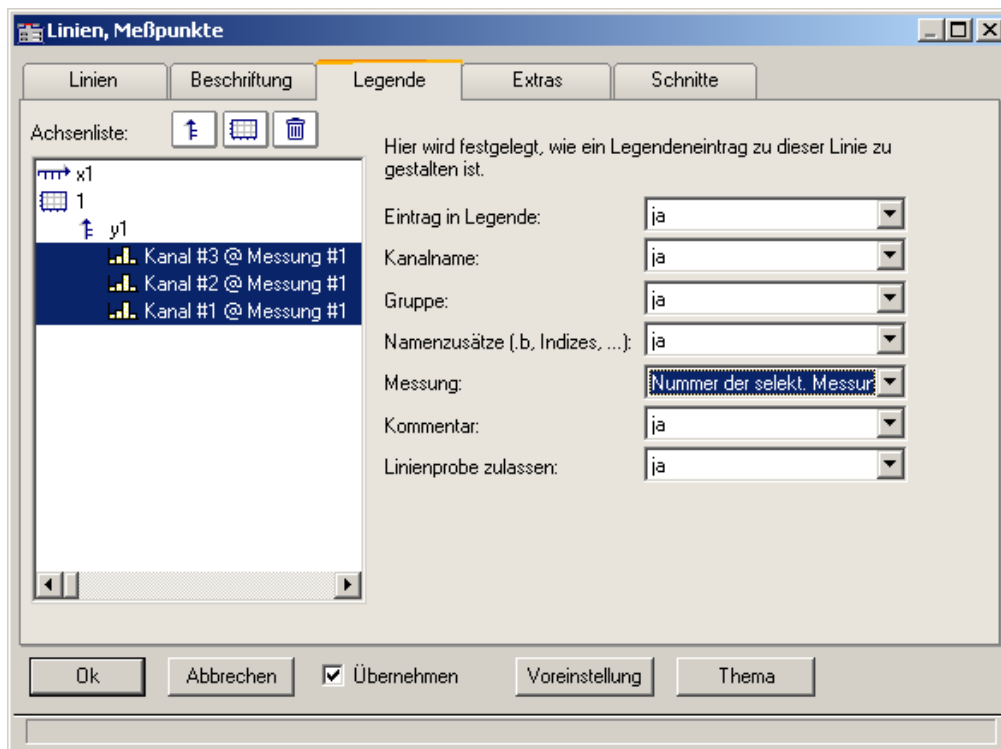 Linien, Meßpunkte
Linien
Beschriftung
Legende
Extras
Schnitte
Achsenliste:
x1
1
y1
Kanal #3 @ Messung #1
Kanal #2 @ Messung #1
Kanal #1 @ Messung #1
Hier wird festgelegt, wie ein Legendeneintrag zu dieser Linie zu
gestalten ist.
Eintrag in Legende: ja
Kanalname: ja
Gruppe: ja
Namenzusätze (.b, Indizes, ...): ja
Messung: Nummer der selekt. Messur
Kommentar: ja
Linienprobe zulassen: ja
Ok
Abbrechen
Übernehmen
Voreinstellung
Thema